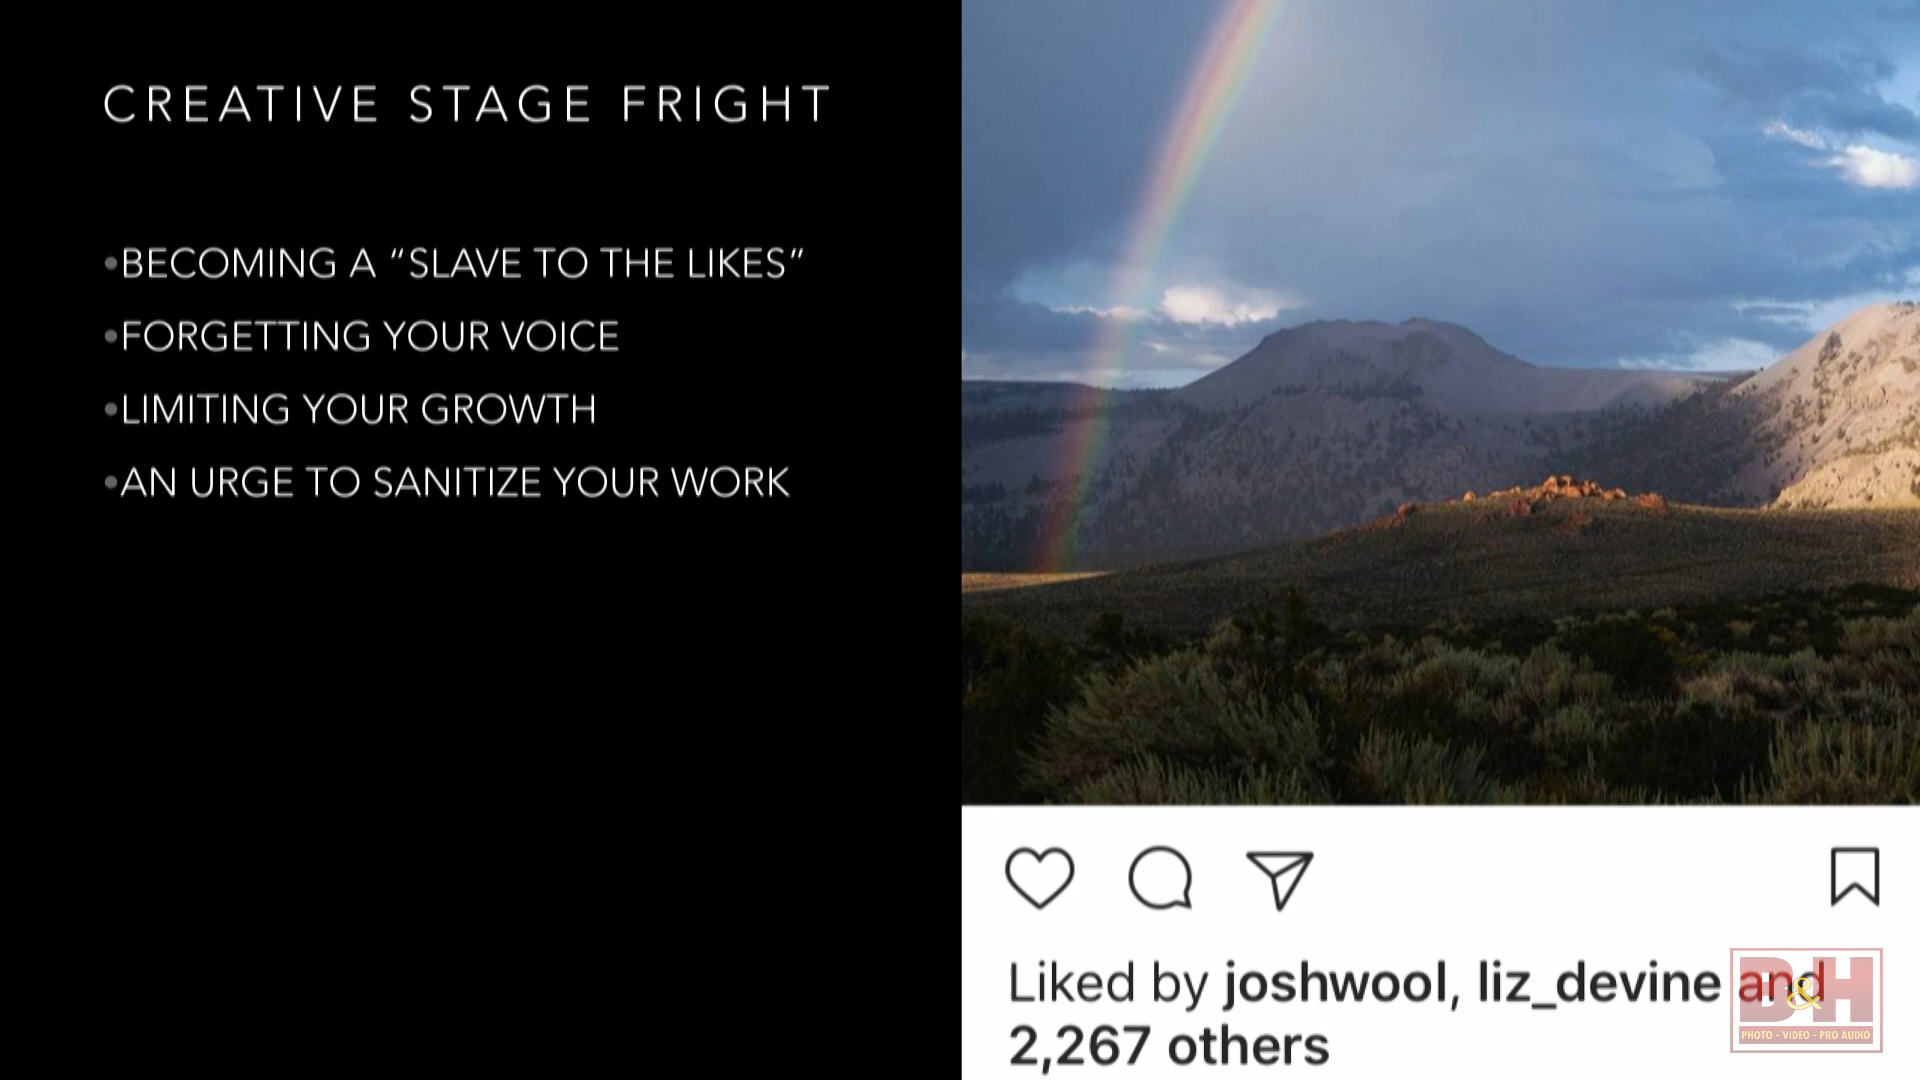 CREATIVE STAGE FRIGHT
•BECOMING A “SLAVE TO THE LIKES”
•FORGETTING YOUR VOICE
•LIMITING YOUR GROWTH
•AN URGE TO SANITIZE YOUR WORK
Liked by joshwool, liz_devine and
2,267 others
B&H
PHOTO - VIDEO - PRO AUDIO